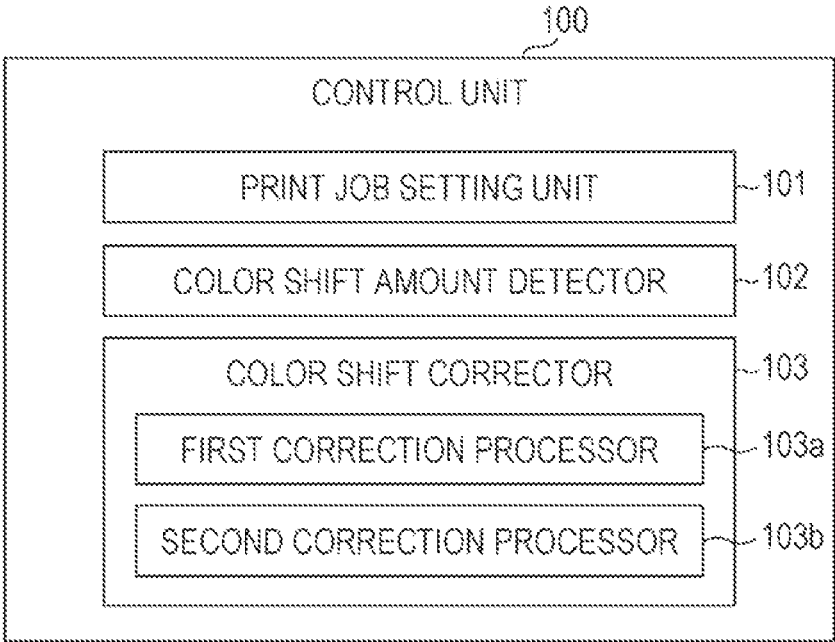 100
CONTROL UNIT
PRINT JOB SETTING UNIT
101
COLOR SHIFT AMOUNT DETECTOR
102
COLOR SHIFT CORRECTOR
103
FIRST CORRECTION PROCESSOR
103a
SECOND CORRECTION PROCESSOR
103b